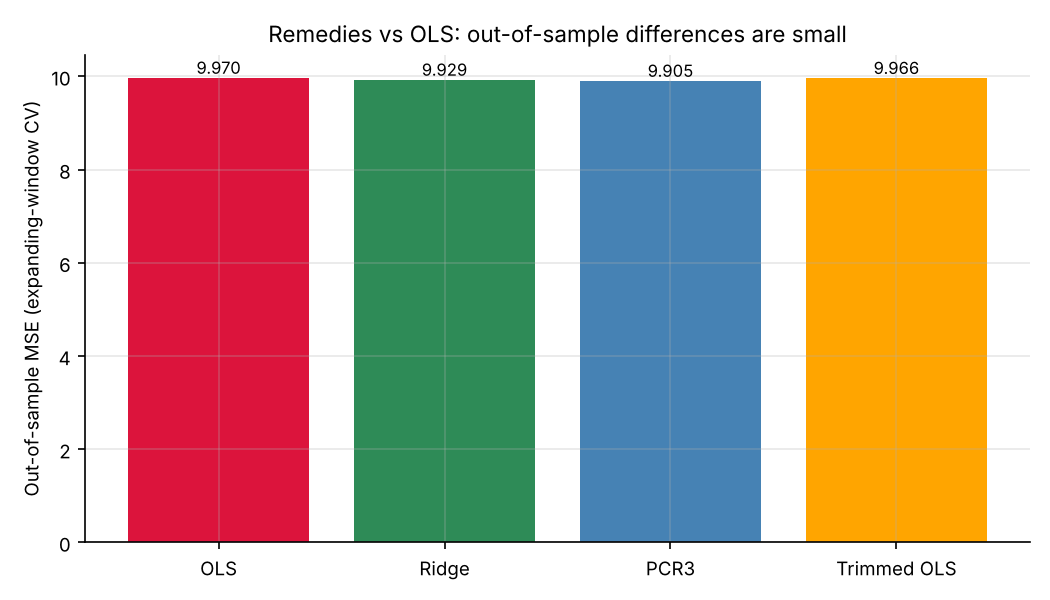 Remedies vs OLS: out-of-sample differences are small
Out-of-sample MSE (expanding-window CV)
10
8
6
4
2
0
9.970
9.929
9.905
9.966
OLS
Ridge
PCR3
Trimmed OLS